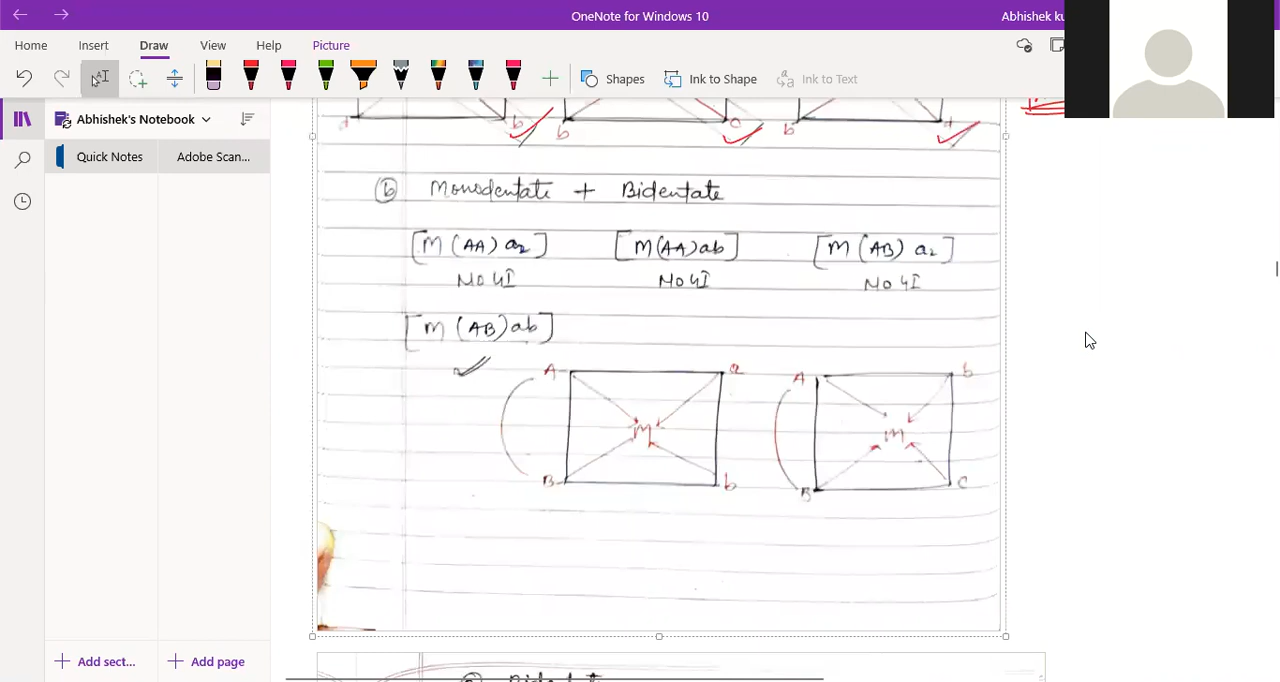 OneNote for Windows 10
Abhishek ku
Home Insert Draw View Help Picture
Shapes Ink to Shape Ink to Text
Abhishek's Notebook
Quick Notes Adobe Scan...
d b b c b d
ⓑ Monodentate + Bidentate
[M (AA) a₂] [M (AA) ab] [M (AB) a₂]
No GI No GI No GI
[M (AB) ab]
A a A b
M M
B b B C
Bidentate
Add sect... Add page